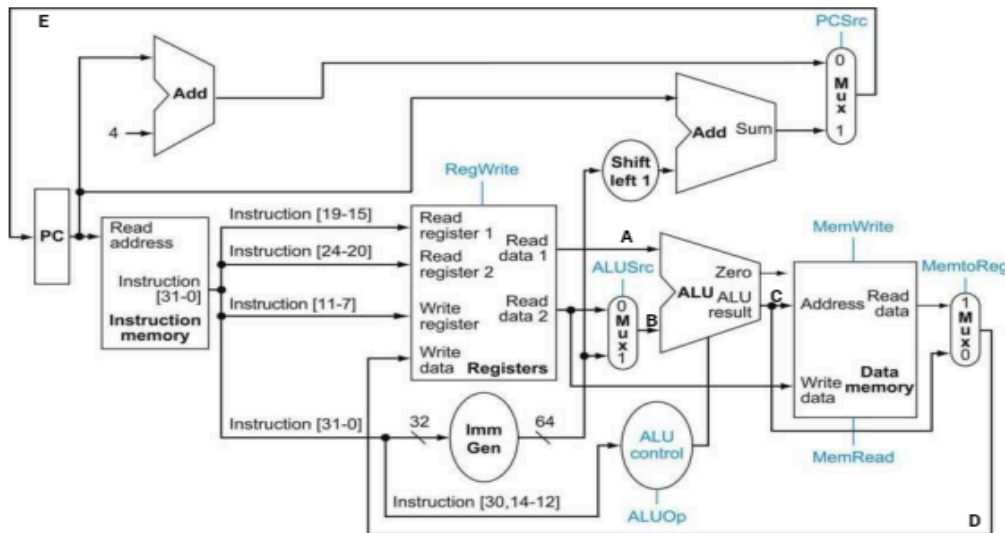 E
PCSrc
Add
4
0
Mux
1
Add
Sum
Shift
left 1
RegWrite
PC
Read
address
Instruction
[31-0]
Instruction
memory
Instruction [19-15]
Instruction [24-20]
Instruction [11-7]
Instruction [31-0]
Instruction [30,14-12]
Read
register 1
Read
register 2
Write
register
Write
data
Registers
Read
data 1
Read
data 2
A
ALUSrc
0
Mux
1
B
Zero
ALU
ALU
result
C
MemWrite
Address
Read
data
Write
data
Data
memory
MemRead
MemtoReg
1
Mux
0
32
Imm
Gen
64
ALU
control
ALUOp
D